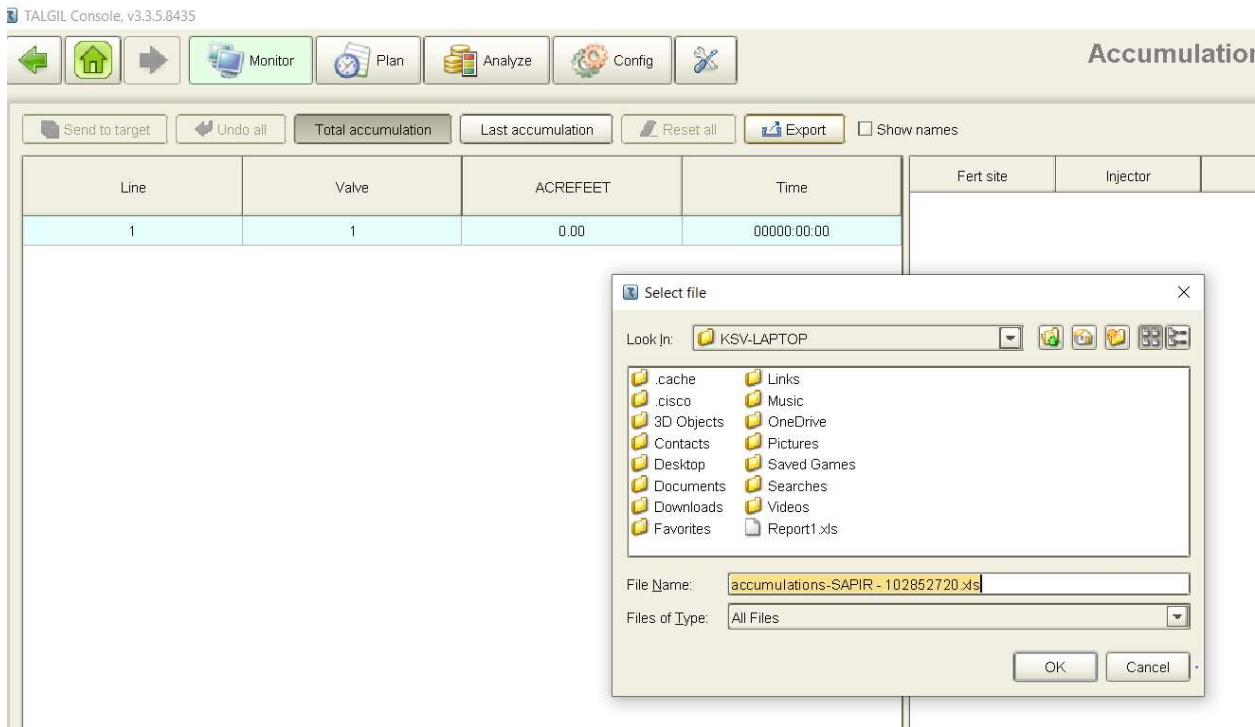 TALGIL Console, v3.3.5.8435
Monitor Plan Analyze Config
Accumulation
Send to target Undo all Total accumulation Last accumulation Reset all Export Show names
Line Valve ACREFEET Time Fert site Injector
1 1 0.00 00000:00:00
Select file
Look In: KSV-LAPTOP
.cache Links
.cisco Music
3D Objects OneDrive
Contacts Pictures
Desktop Saved Games
Documents Searches
Downloads Videos
Favorites Report1.xls
File Name: accumulations-SAPIR - 102852720.xls
Files of Type: All Files
OK Cancel